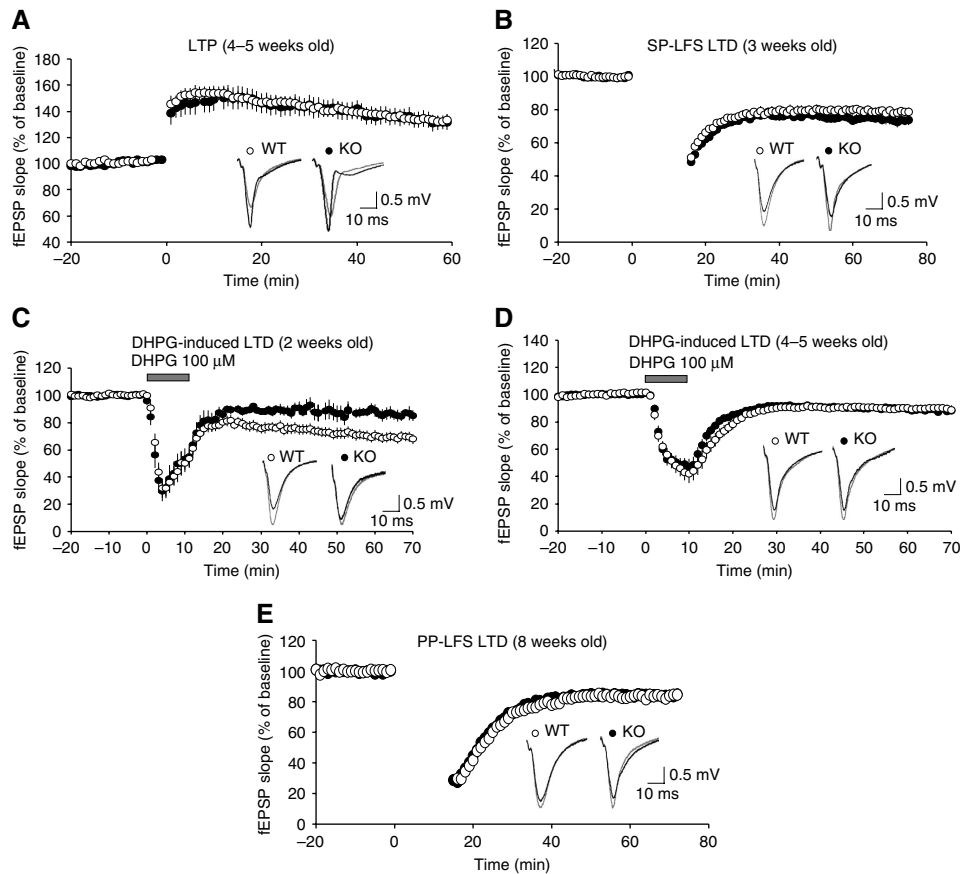 A
LTP (4–5 weeks old)
fEPSP slope (% of baseline)
180
160
140
120
100
80
60
40
–20
0
20
40
60
Time (min)
WT
KO
0.5 mV
10 ms
B
SP-LFS LTD (3 weeks old)
fEPSP slope (% of baseline)
120
100
80
60
40
20
0
–20
0
20
40
60
80
Time (min)
WT
KO
0.5 mV
10 ms
C
DHPG-induced LTD (2 weeks old)
DHPG 100 μM
fEPSP slope (% of baseline)
120
100
80
60
40
20
0
–20
–10
0
10
20
30
40
50
60
70
Time (min)
WT
KO
0.5 mV
10 ms
D
DHPG-induced LTD (4–5 weeks old)
DHPG 100 μM
fEPSP slope (% of baseline)
140
120
100
80
60
40
20
0
–20
–10
0
10
20
30
40
50
60
70
Time (min)
WT
KO
0.5 mV
10 ms
E
PP-LFS LTD (8 weeks old)
fEPSP slope (% of baseline)
120
100
80
60
40
20
0
–20
0
20
40
60
80
Time (min)
WT
KO
0.5 mV
10 ms